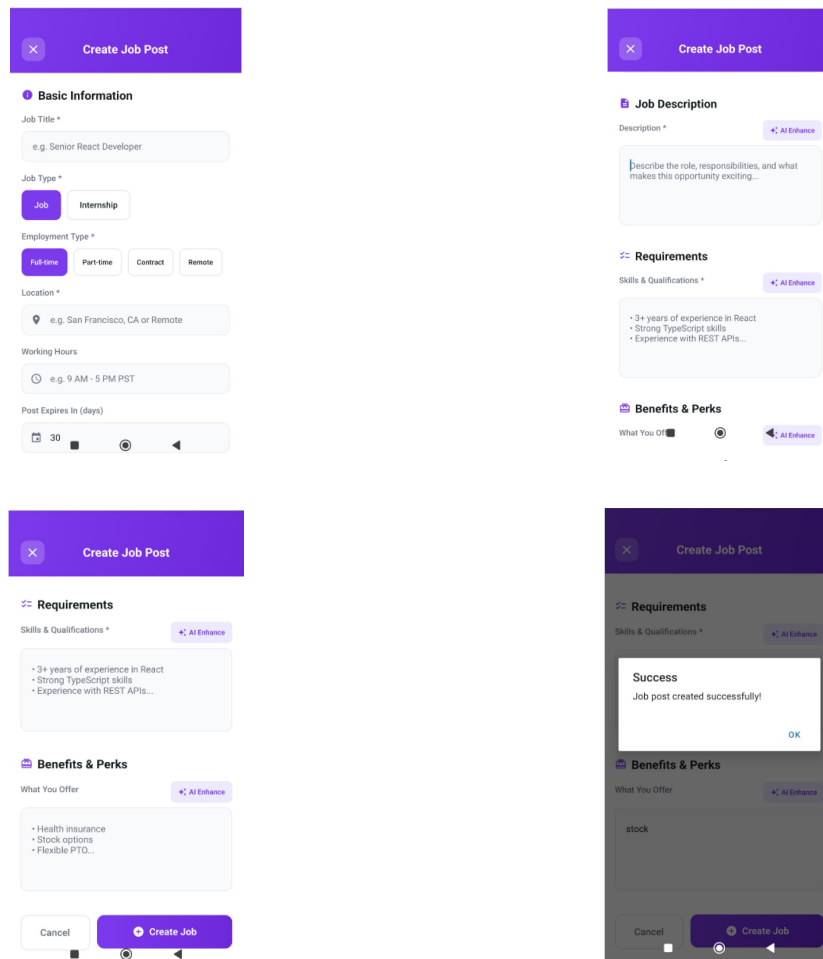 Create Job Post
Basic Information
Job Title *
e.g. Senior React Developer
Job Type *
Job
Internship
Employment Type *
Full-time
Part-time
Contract
Remote
Location *
e.g. San Francisco, CA or Remote
Working Hours
e.g. 9 AM - 5 PM PST
Post Expires In (days)
30
Create Job Post
Job Description
Description *
AI Enhance
Describe the role, responsibilities, and what
makes this opportunity exciting...
Requirements
Skills & Qualifications *
AI Enhance
• 3+ years of experience in React
• Strong TypeScript skills
• Experience with REST APIs...
Benefits & Perks
What You Off
AI Enhance
Create Job Post
Requirements
Skills & Qualifications *
AI Enhance
• 3+ years of experience in React
• Strong TypeScript skills
• Experience with REST APIs...
Benefits & Perks
What You Offer
AI Enhance
• Health insurance
• Stock options
• Flexible PTO...
Cancel
Create Job
Create Job Post
Requirements
Skills & Qualifications *
AI Enhance
Success
Job post created successfully!
OK
Benefits & Perks
What You Offer
AI Enhance
stock
Cancel
Create Job